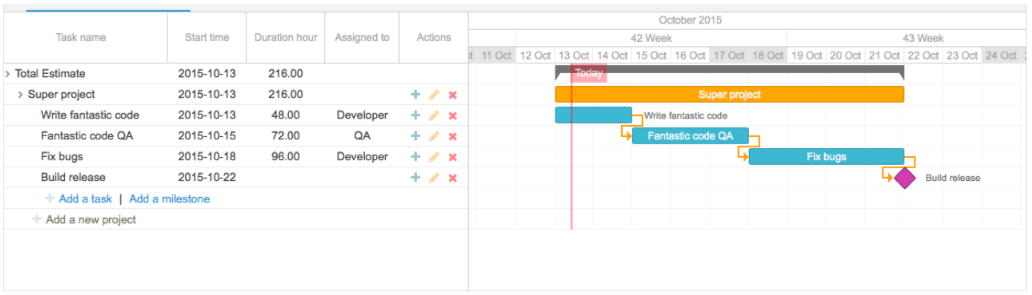 October 2015
Task name Start time Duration hour Assigned to Actions 42 Week 43 Week
11 Oct 12 Oct 13 Oct 14 Oct 15 Oct 16 Oct 17 Oct 18 Oct 19 Oct 20 Oct 21 Oct 22 Oct 23 Oct 24 Oct
Total Estimate 2015-10-13 216.00 Today
Super project 2015-10-13 216.00 Super project
Write fantastic code 2015-10-13 48.00 Developer Write fantastic code
Fantastic code QA 2015-10-15 72.00 QA Fantastic code QA
Fix bugs 2015-10-18 96.00 Developer Fix bugs
Build release 2015-10-22 Build release
Add a task | Add a milestone
Add a new project